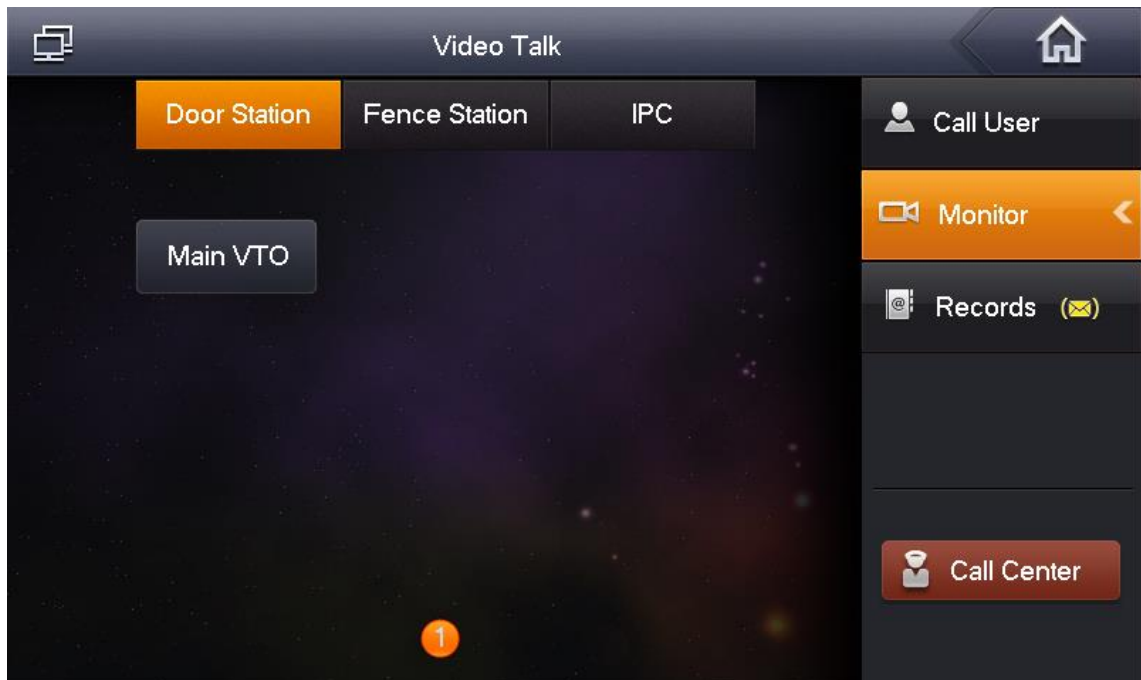 Video Talk
Door Station
Fence Station
IPC
Call User
Monitor
Main VTO
@
Records
1
Call Center